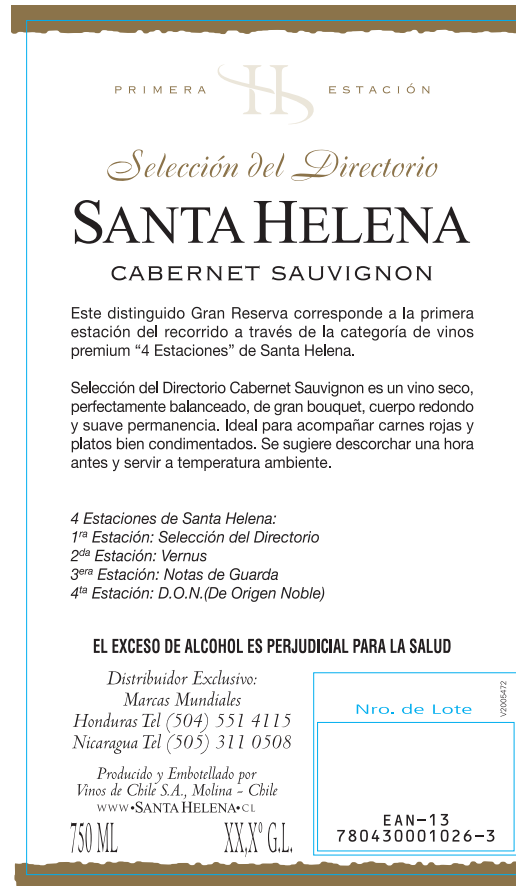 PRIMERA H ESTACIÓN
Selección del Directorio
SANTA HELENA
CABERNET SAUVIGNON
Este distinguido Gran Reserva corresponde a la primera
estación del recorrido a través de la categoría de vinos
premium “4 Estaciones” de Santa Helena.
Selección del Directorio Cabernet Sauvignon es un vino seco,
perfectamente balanceado, de gran bouquet, cuerpo redondo
y suave permanencia. Ideal para acompañar carnes rojas y
platos bien condimentados. Se sugiere descorchar una hora
antes y servir a temperatura ambiente.
4 Estaciones de Santa Helena:
1ra Estación: Selección del Directorio
2da Estación: Vernus
3era Estación: Notas de Guarda
4ta Estación: D.O.N.(De Origen Noble)
EL EXCESO DE ALCOHOL ES PERJUDICIAL PARA LA SALUD
Distribuidor Exclusivo:
Marcas Mundiales
Honduras Tel (504) 551 4115
Nicaragua Tel (505) 311 0508
Producido y Embotellado por
Vinos de Chile S.A., Molina - Chile
WWW•SANTA HELENA•CL
750 ML XX,X° G.L.
Nro. de Lote
V2005472
EAN-13
780430001026-3